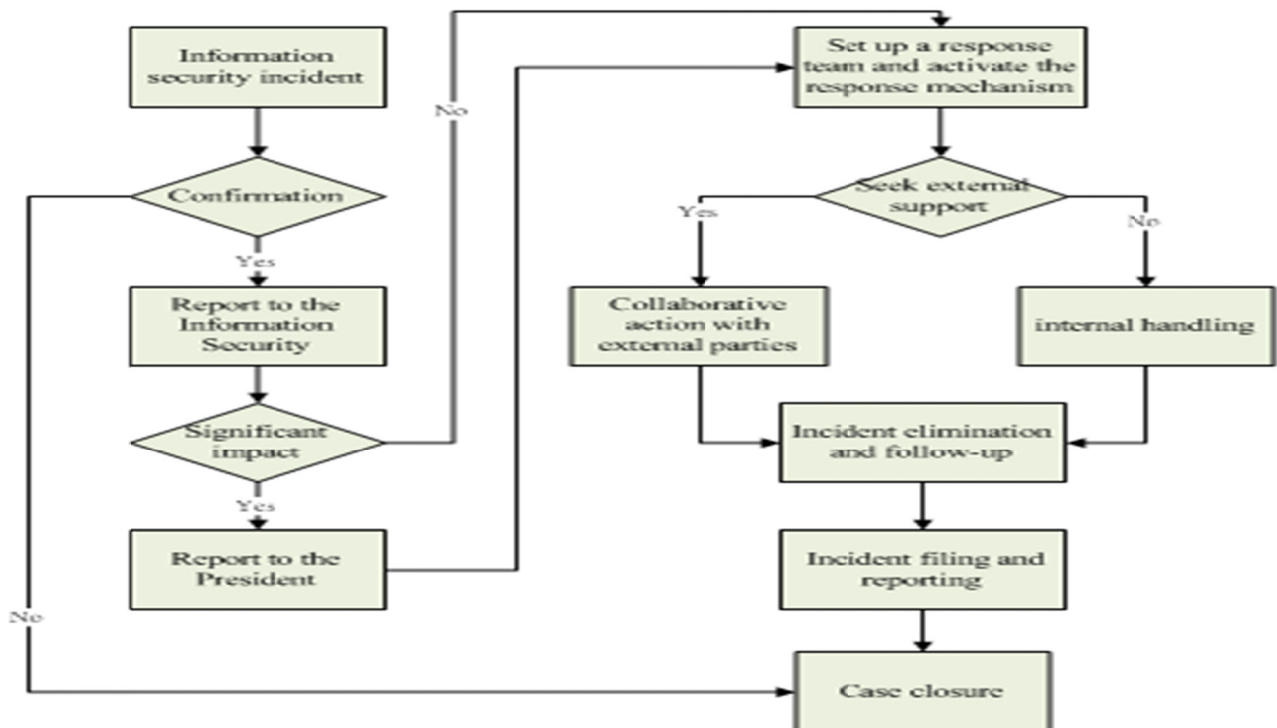 Information
security incident
Confirmation
Yes
Report to the
Information
Security
Significant
impact
Yes
Report to the
President
No
No
Set up a response
team and activate the
response mechanism
Seek external
support
Yes
No
Collaborative
action with
external parties
internal handling
Incident elimination
and follow-up
Incident filing and
reporting
Case closure